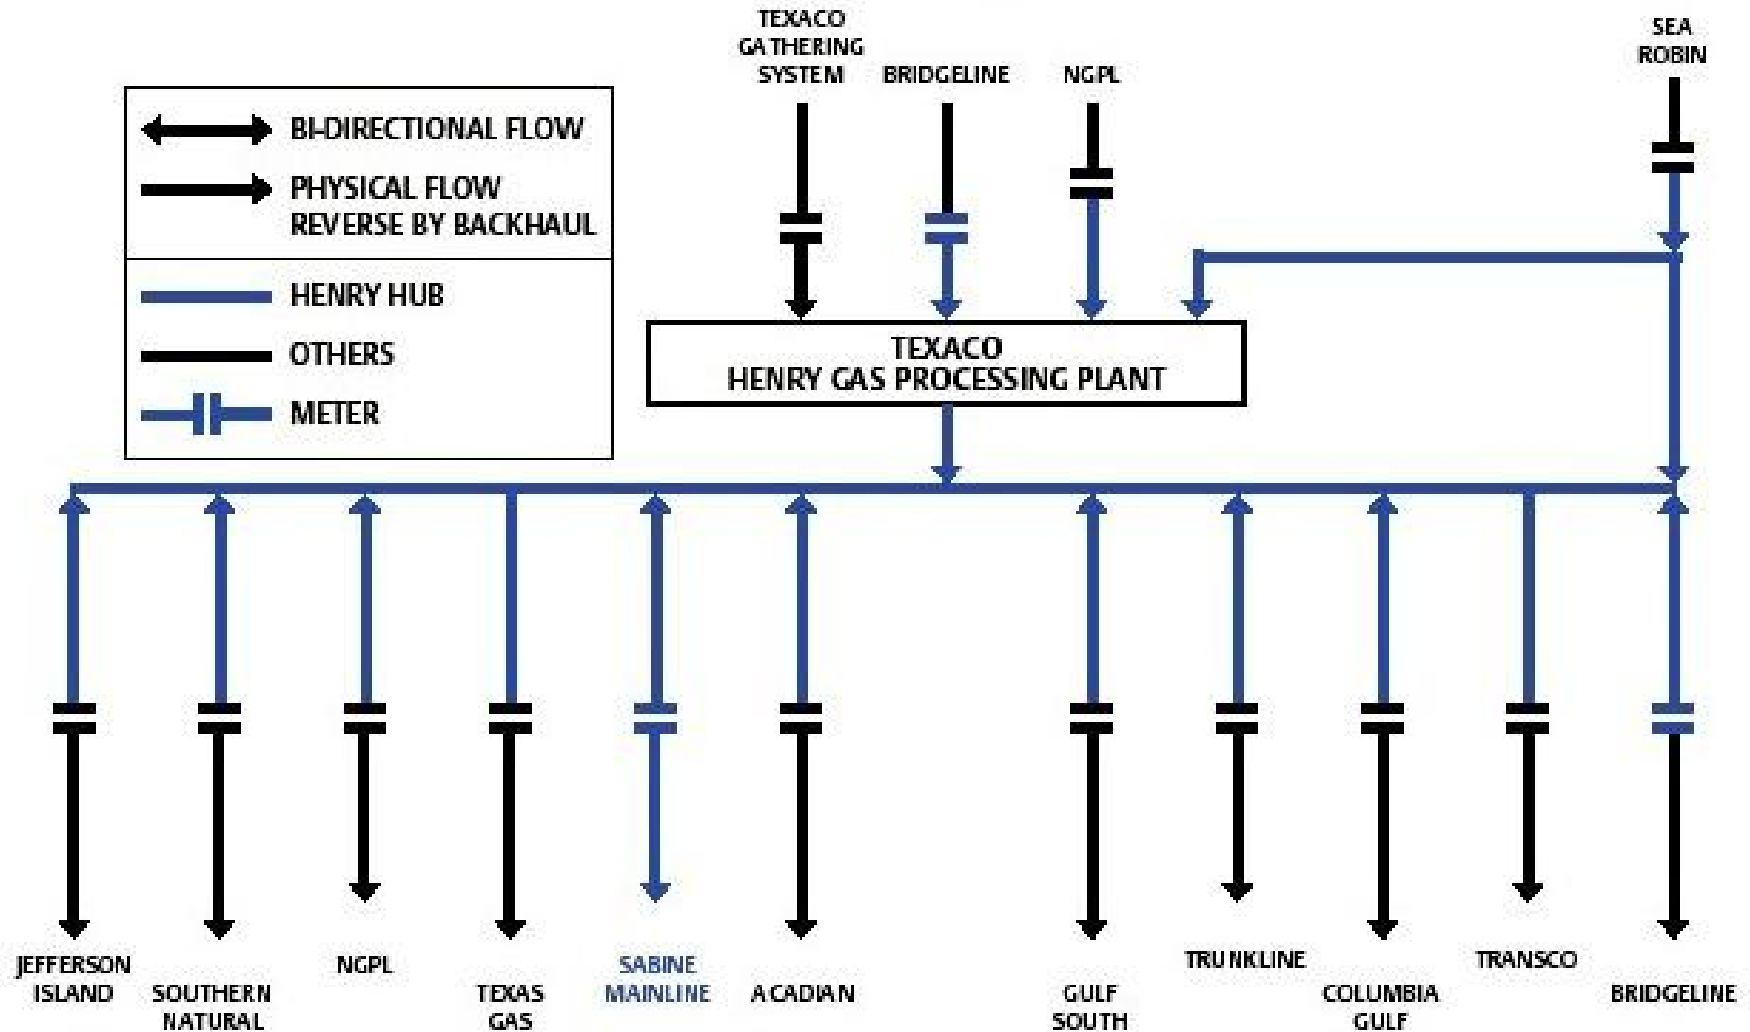 TEXACO
GATHERING
SYSTEM
BRIDGELINE
NGPL
SEA
ROBIN
BI-DIRECTIONAL FLOW
PHYSICAL FLOW
REVERSE BY BACKHAUL
HENRY HUB
OTHERS
METER
TEXACO
HENRY GAS PROCESSING PLANT
JEFFERSON
ISLAND
SOUTHERN
NATURAL
NGPL
TEXAS
GAS
SABINE
MAINLINE
ACADIAN
GULF
SOUTH
TRUNKLINE
COLUMBIA
GULF
TRANSCO
BRIDGELINE